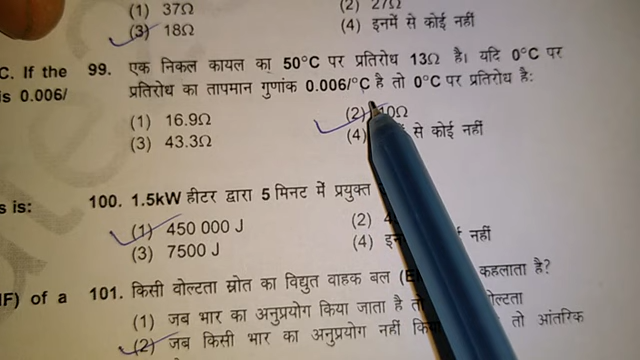 (1) 37Ω (2) 27Ω
(3) 18Ω (4) इनमें से कोई नहीं
C. If the
is 0.006/
99. एक निकल कायल का 50°C पर प्रतिरोध 13Ω है। यदि 0°C पर
प्रतिरोध का तापमान गुणांक 0.006/°C है तो 0°C पर प्रतिरोध है:
(1) 16.9Ω (2) 10Ω
(3) 43.3Ω (4) से कोई नहीं
s is:
100. 1.5kW हीटर द्वारा 5 मिनट में प्रयुक्त
(1) 450 000 J (2)
(3) 7500 J (4) नहीं
IF) of a
101. किसी वोल्टता स्रोत का विद्युत वाहक बल कहलाता है?
(1) जब भार का अनुप्रयोग किया जाता है
(2) जब किसी भार का अनुप्रयोग नहीं तो आंतरिक